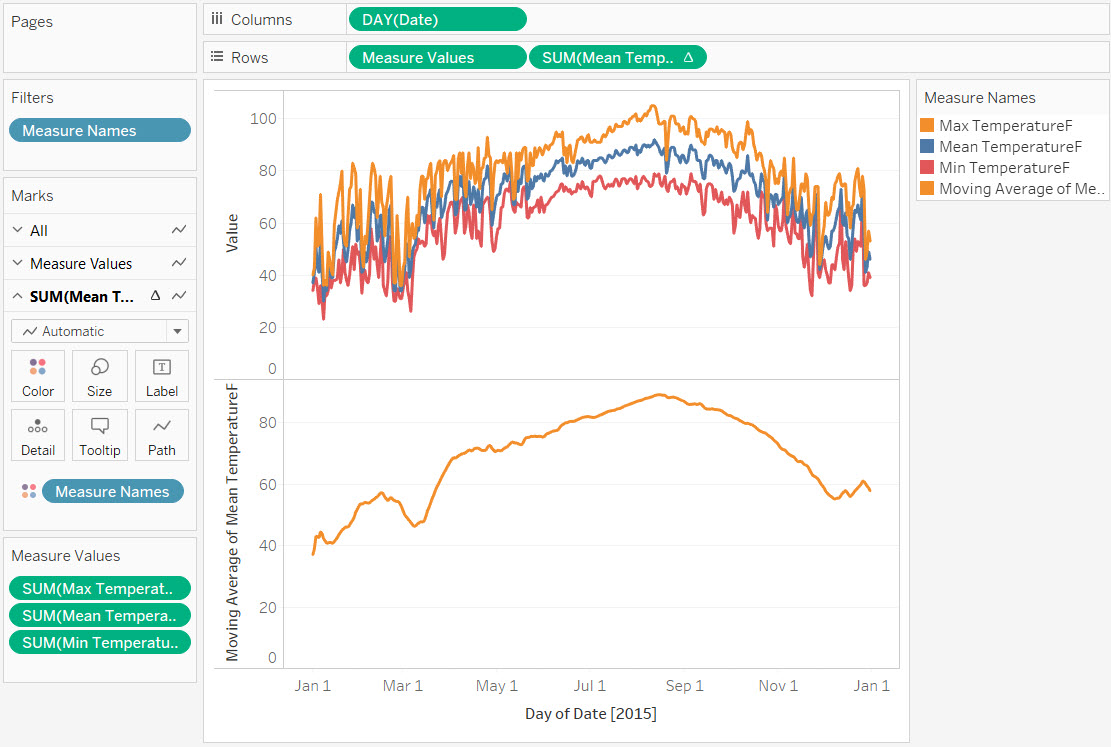 Pages
Columns
DAY(Date)
Rows
Measure Values
SUM(Mean Temp.. Δ
Filters
Measure Names
Marks
All
Measure Values
SUM(Mean T... Δ
Automatic
Color
Size
T
Label
Detail
Tooltip
Path
Measure Names
Measure Values
SUM(Max Temperat..
SUM(Mean Tempera..
SUM(Min Temperatu..
Value
100
80
60
40
20
0
Moving Average of Mean TemperatureF
80
60
40
20
0
Jan 1
Mar 1
May 1
Jul 1
Sep 1
Nov 1
Jan 1
Day of Date [2015]
Measure Names
Max TemperatureF
Mean TemperatureF
Min TemperatureF
Moving Average of Me..